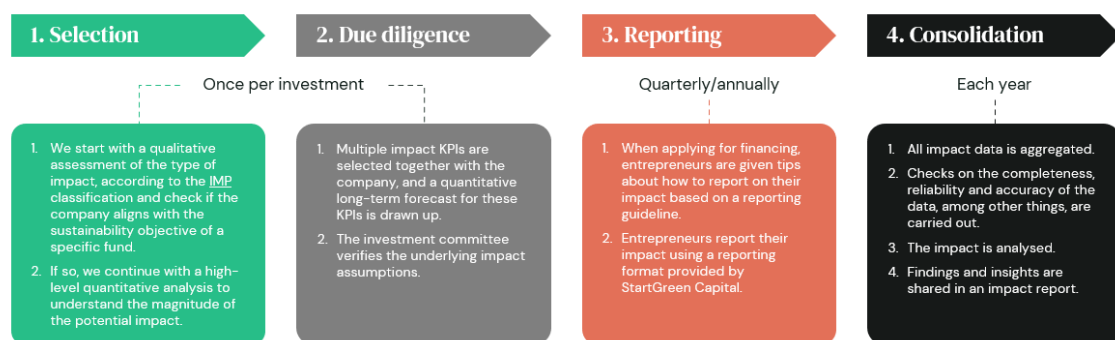 1. Selection
2. Due diligence
3. Reporting
4. Consolidation
Once per investment
Quarterly/annually
Each year
1. We start with a qualitative
assessment of the type of
impact, according to the IMP
classification and check if the
company aligns with the
sustainability objective of a
specific fund.
2. If so, we continue with a high-
level quantitative analysis to
understand the magnitude of
the potential impact.
1. Multiple impact KPIs are
selected together with the
company, and a quantitative
long-term forecast for these
KPIs is drawn up.
2. The investment committee
verifies the underlying impact
assumptions.
1. When applying for financing,
entrepreneurs are given tips
about how to report on their
impact based on a reporting
guideline.
2. Entrepreneurs report their
impact using a reporting
format provided by
StartGreen Capital.
1. All impact data is aggregated.
2. Checks on the completeness,
reliability and accuracy of the
data, among other things, are
carried out.
3. The impact is analysed.
4. Findings and insights are
shared in an impact report.